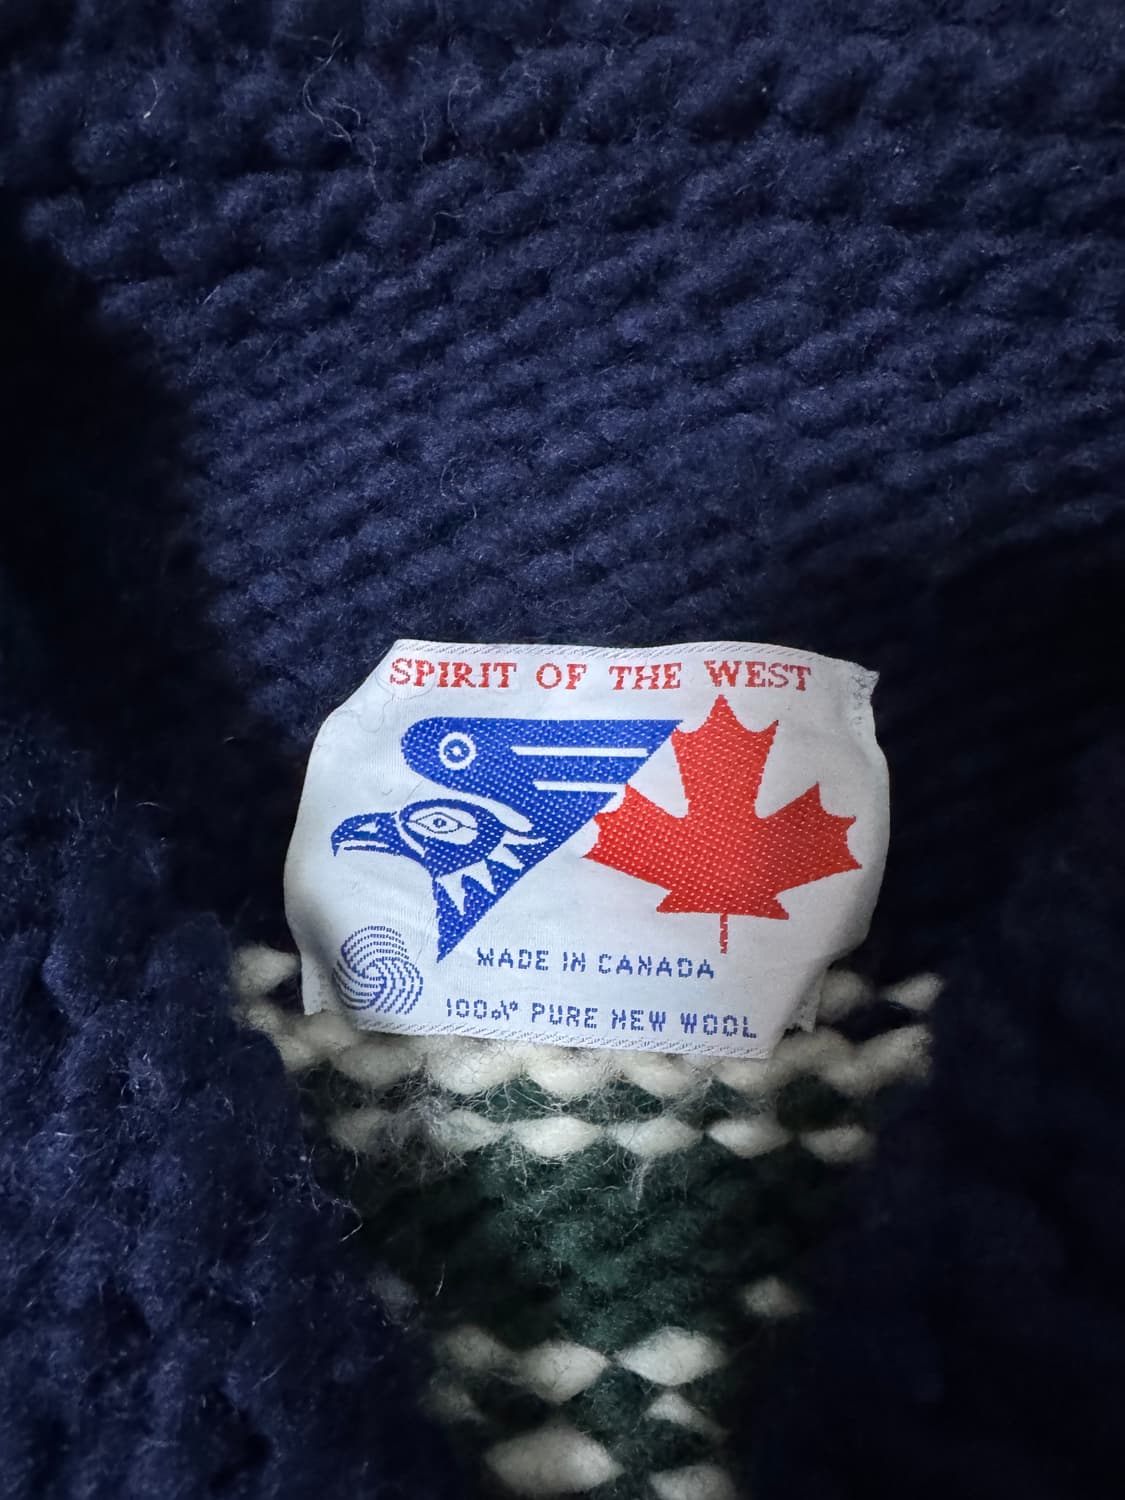 SPIRIT OF THE WEST
MADE IN CANADA
100% PURE NEW WOOL